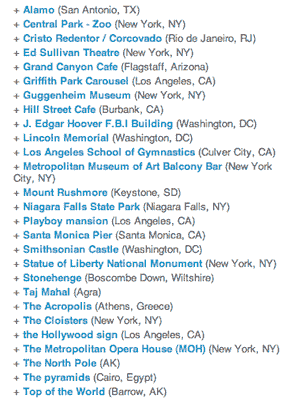 + Alamo (San Antonio, TX)
+ Central Park - Zoo (New York, NY)
+ Cristo Redentor / Corcovado (Rio de Janeiro, RJ)
+ Ed Sullivan Theatre (New York, NY)
+ Grand Canyon Cafe (Flagstaff, Arizona)
+ Griffith Park Carousel (Los Angeles, CA)
+ Guggenheim Museum (New York, NY)
+ Hill Street Cafe (Burbank, CA)
+ J. Edgar Hoover F.B.I Building (Washington, DC)
+ Lincoln Memorial (Washington, DC)
+ Los Angeles School of Gymnastics (Culver City, CA)
+ Metropolitan Museum of Art Balcony Bar (New York
City, NY)
+ Mount Rushmore (Keystone, SD)
+ Niagara Falls State Park (Niagara Falls, NY)
+ Playboy mansion (Los Angeles, CA)
+ Santa Monica Pier (Santa Monica, CA)
+ Smithsonian Castle (Washington, DC)
+ Statue of Liberty National Monument (New York, NY)
+ Stonehenge (Boscombe Down, Wiltshire)
+ Taj Mahal (Agra)
+ The Acropolis (Athens, Greece)
+ The Cloisters (New York, NY)
+ the Hollywood sign (Los Angeles, CA)
+ The Metropolitan Opera House (MOH) (New York, NY)
+ The North Pole (AK)
+ The pyramids (Cairo, Egypt)
+ Top of the World (Barrow, AK)